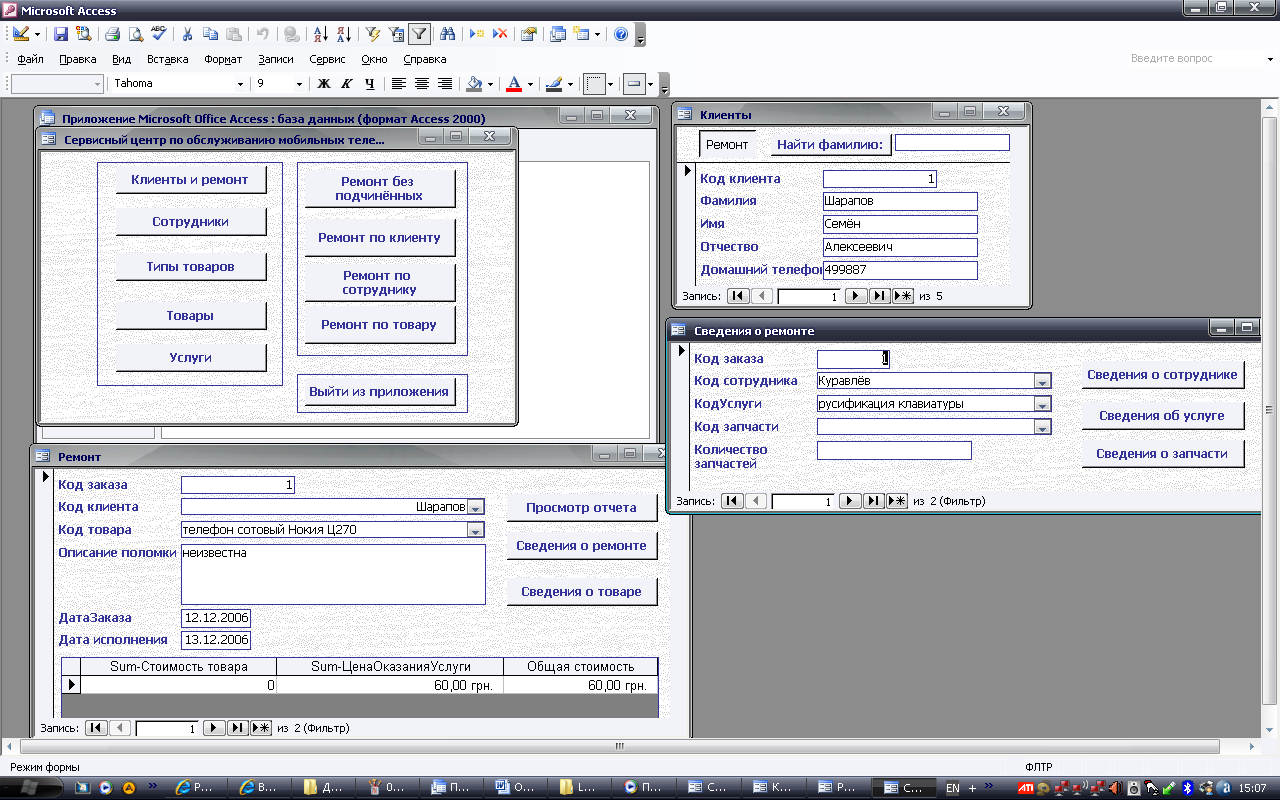 Microsoft Access
Файл Правка Вид Вставка Формат Записи Сервис Окно Справка
Введите вопрос
Tahoma 9 Ж К Ч
Приложение Microsoft Office Access : база данных (формат Access 2000)
Сервисный центр по обслуживанию мобильных теле...
Клиенты и ремонт
Сотрудники
Типы товаров
Товары
Услуги
Ремонт без
подчинённых
Ремонт по клиенту
Ремонт по
сотруднику
Ремонт по товару
Выйти из приложения
Клиенты
Ремонт Найти фамилию:
Код клиента 1
Фамилия Шарапов
Имя Семён
Отчество Алексеевич
Домашний телефо 499887
Запись: 1 из 5
Сведения о ремонте
Код заказа 1
Код сотрудника Куравлёв
КодУслуги русификация клавиатуры
Код запчасти
Количество
запчастей
Сведения о сотруднике
Сведения об услуге
Сведения о запчасти
Запись: 1 из 2 (Фильтр)
Ремонт
Код заказа 1
Код клиента Шарапов
Код товара телефон сотовый Нокия Ц270
Описание поломки неизвестна
ДатаЗаказа 12.12.2006
Дата исполнения 13.12.2006
Просмотр отчета
Сведения о ремонте
Сведения о товаре
Sum-Стоимость товара Sum-ЦенаОказанияУслуги Общая стоимость
0 60,00 грн. 60,00 грн.
Запись: 1 из 2 (Фильтр)
Режим формы ФЛТР
Р... В... Д... 0... П... О... L... П... С... К... Р... С... EN 15:07